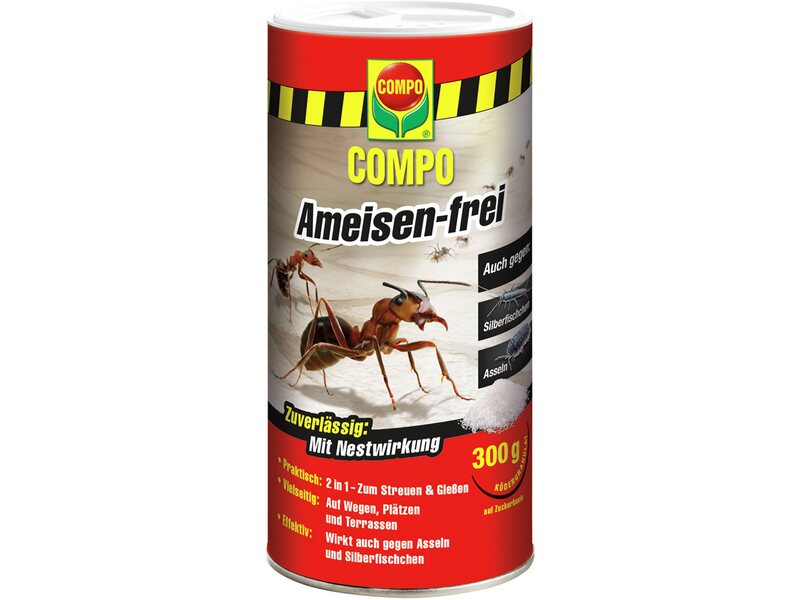 COMPO
®
COMPO
Ameisen-frei
Auch gegen:
Silberfischchen
Asseln
Zuverlässig:
Mit Nestwirkung
300 g
KÖDERGRANULAT
auf Zuckerbasis
• Praktisch: 2 in 1 - Zum Streuen & Gießen
• Vielseitig: Auf Wegen, Plätzen
und Terrassen
• Effektiv: Wirkt auch gegen Asseln
und Silberfischchen